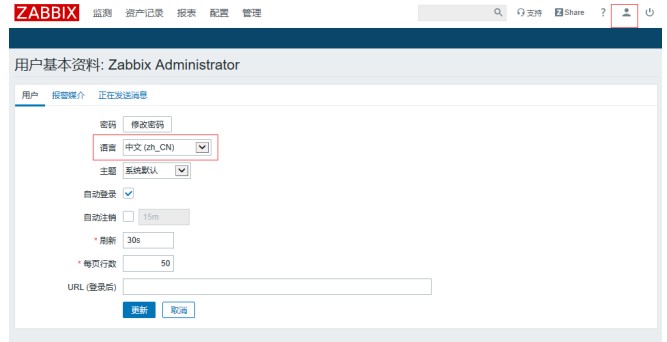 ZABBIX 监测 资产记录 报表 配置 管理 支持 Z Share ?
用户基本资料: Zabbix Administrator
用户 报警媒介 正在发送消息
密码 修改密码
语言 中文 (zh_CN)
主题 系统默认
自动登录
自动注销 15m
* 刷新 30s
* 每页行数 50
URL (登录后)
更新 取消